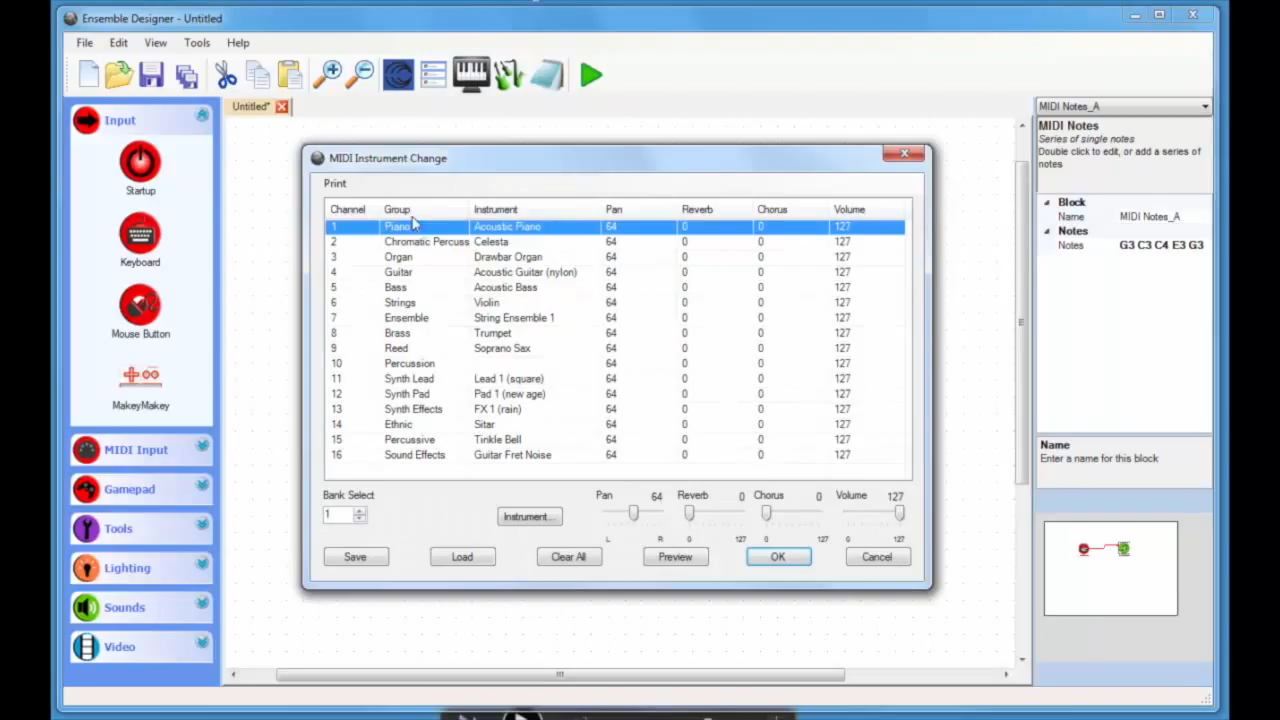 Ensemble Designer - Untitled
File Edit View Tools Help
Untitled*
Input
Startup
Keyboard
Mouse Button
MakeyMakey
MIDI Input
Gamepad
Tools
Lighting
Sounds
Video
MIDI Instrument Change
Print
Channel Group Instrument Pan Reverb Chorus Volume
1 Piano Acoustic Piano 64 0 0 127
2 Chromatic Percuss Celesta 64 0 0 127
3 Organ Drawbar Organ 64 0 0 127
4 Guitar Acoustic Guitar (nylon) 64 0 0 127
5 Bass Acoustic Bass 64 0 0 127
6 Strings Violin 64 0 0 127
7 Ensemble String Ensemble 1 64 0 0 127
8 Brass Trumpet 64 0 0 127
9 Reed Soprano Sax 64 0 0 127
10 Percussion 64 0 0 127
11 Synth Lead Lead 1 (square) 64 0 0 127
12 Synth Pad Pad 1 (new age) 64 0 0 127
13 Synth Effects FX 1 (rain) 64 0 0 127
14 Ethnic Sitar 64 0 0 127
15 Percussive Tinkle Bell 64 0 0 127
16 Sound Effects Guitar Fret Noise 64 0 0 127
Bank Select Pan 64 Reverb 0 Chorus 0 Volume 127
1 Instrument...
L R 0 127 0 127 0 127
Save Load Clear All Preview OK Cancel
MIDI Notes_A
MIDI Notes
Series of single notes
Double click to edit, or add a series of
notes
Block
Name MIDI Notes_A
Notes
Notes G3 C3 C4 E3 G3
Name
Enter a name for this block